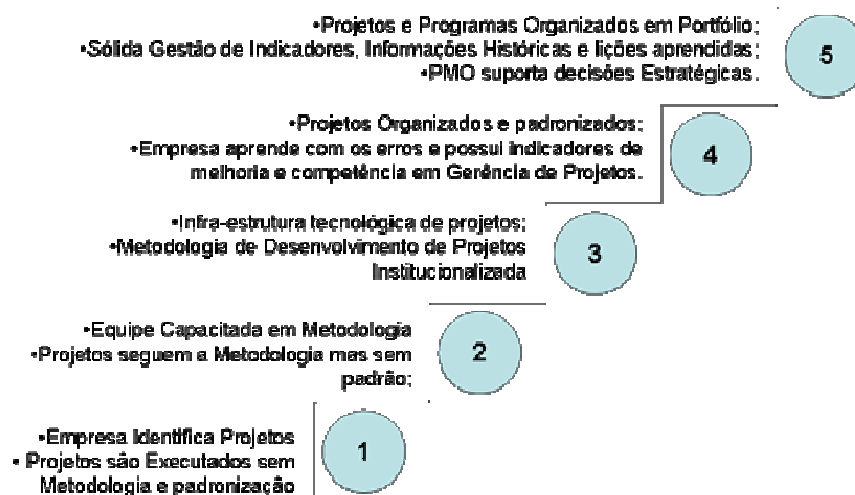 •Projetos e Programas Organizados em Portfólio;
•Sólida Gestão de Indicadores, Informações Históricas e lições aprendidas;
•PMO suporta decisões Estratégicas.
5
•Projetos Organizados e padronizados;
•Empresa aprende com os erros e possui indicadores de
melhoria e competência em Gerência de Projetos.
4
•Infra-estrutura tecnológica de projetos;
•Metodologia de Desenvolvimento de Projetos
Institucionalizada
3
•Equipe Capacitada em Metodologia
•Projetos seguem a Metodologia mas sem
padrão;
2
•Empresa Identifica Projetos
• Projetos são Executados sem
Metodologia e padronização
1